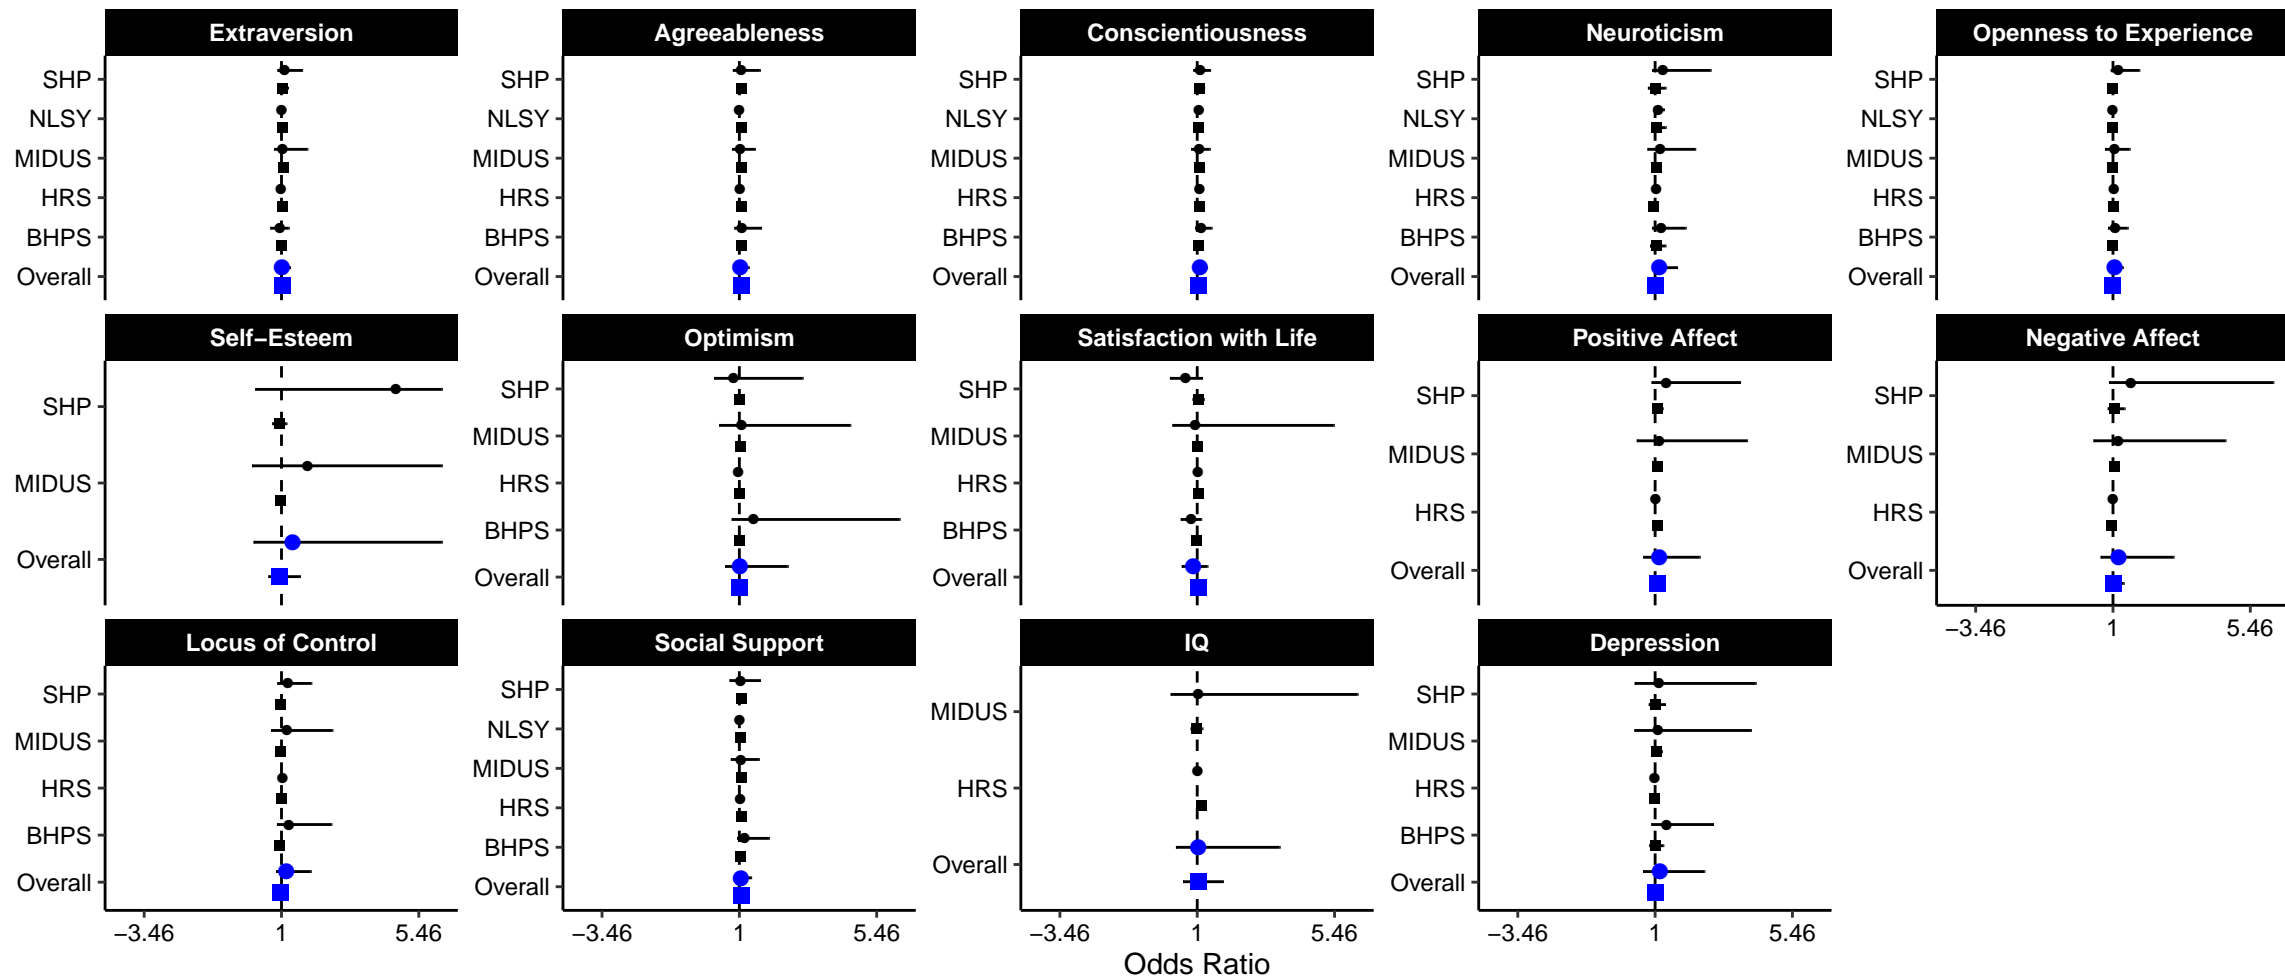 Extraversion
SHP
NLSY
MIDUS
HRS
BHPS
Overall
Agreeableness
SHP
NLSY
MIDUS
HRS
BHPS
Overall
Conscientiousness
SHP
NLSY
MIDUS
HRS
BHPS
Overall
Neuroticism
SHP
NLSY
MIDUS
HRS
BHPS
Overall
Openness to Experience
SHP
NLSY
MIDUS
HRS
BHPS
Overall
Self−Esteem
SHP
MIDUS
Overall
Optimism
SHP
MIDUS
HRS
BHPS
Overall
Satisfaction with Life
SHP
MIDUS
HRS
BHPS
Overall
Positive Affect
SHP
MIDUS
HRS
Overall
Negative Affect
SHP
MIDUS
HRS
Overall
−3.46 1 5.46
Locus of Control
SHP
MIDUS
HRS
BHPS
Overall
−3.46 1 5.46
Social Support
SHP
NLSY
MIDUS
HRS
BHPS
Overall
−3.46 1 5.46
IQ
MIDUS
HRS
Overall
−3.46 1 5.46
Depression
SHP
MIDUS
HRS
BHPS
Overall
−3.46 1 5.46
Odds Ratio